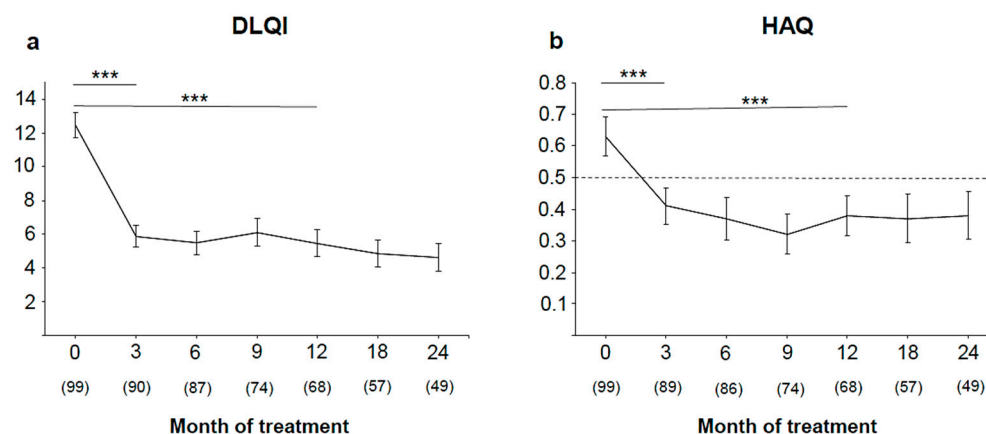 a
DLQI
***
***
14
12
10
8
6
4
2
0 3 6 9 12 18 24
(99) (90) (87) (74) (68) (57) (49)
Month of treatment
b
HAQ
***
***
0.8
0.7
0.6
0.5
0.4
0.3
0.2
0.1
0 3 6 9 12 18 24
(99) (89) (86) (74) (68) (57) (49)
Month of treatment